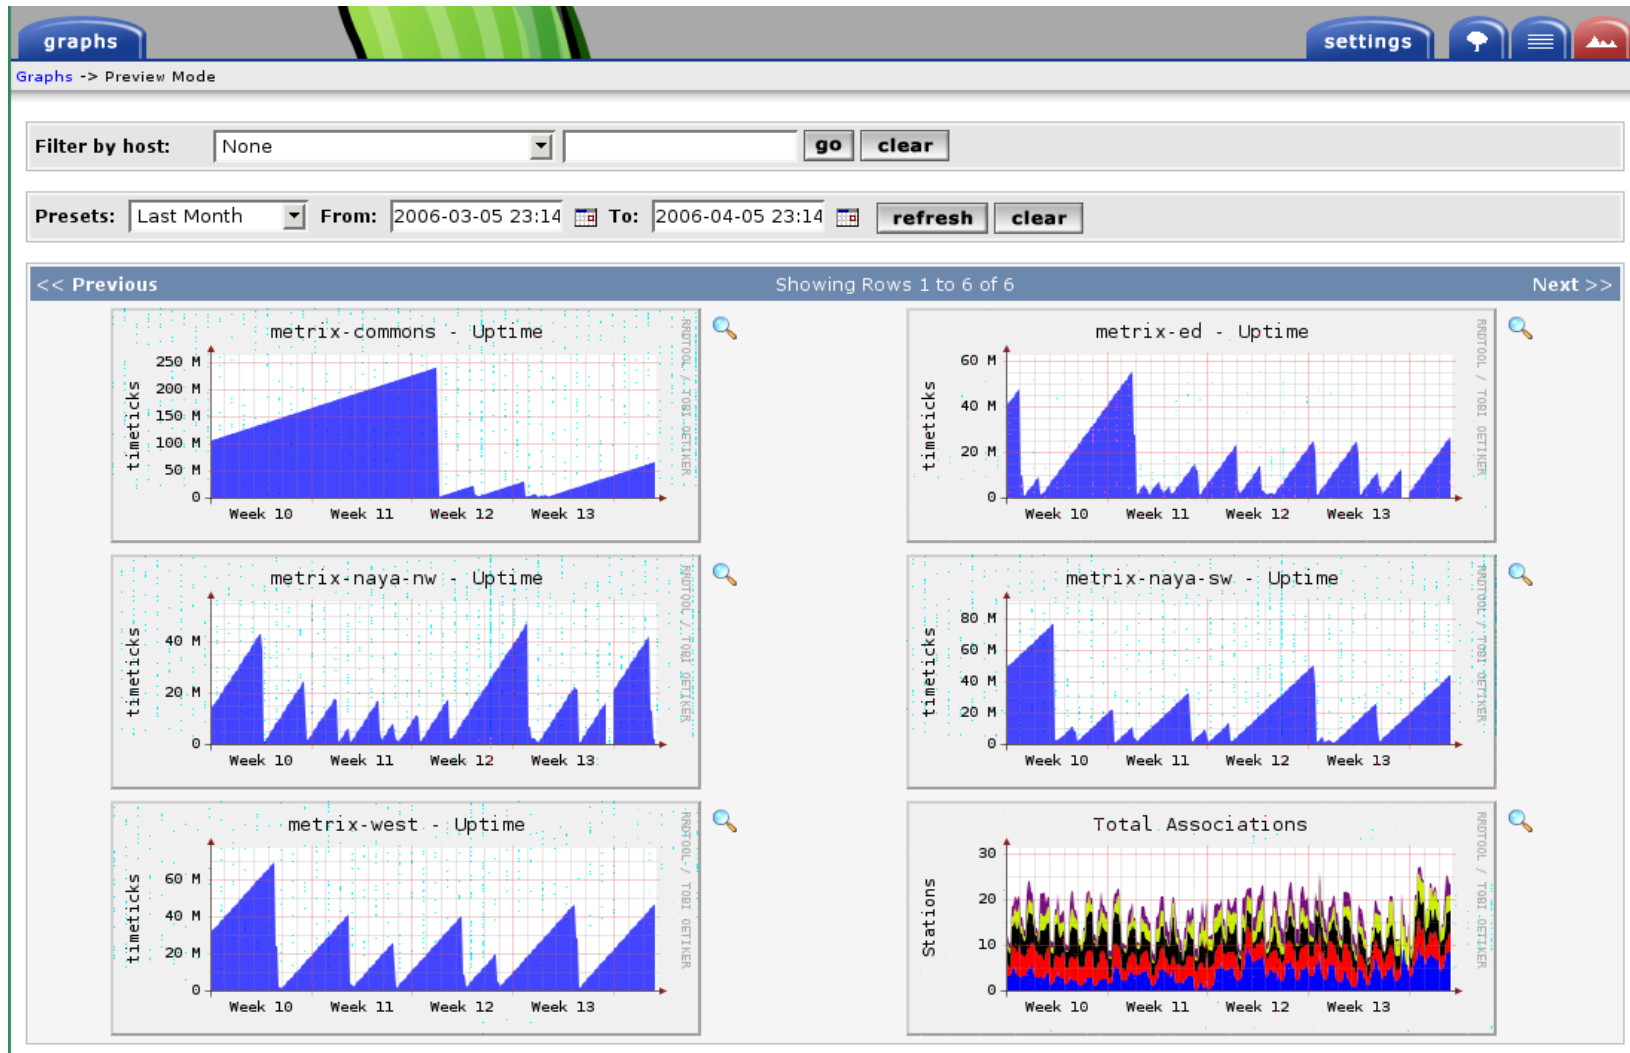 graphs
settings
Graphs -> Preview Mode
Filter by host: None go clear
Presets: Last Month From: 2006-03-05 23:14 To: 2006-04-05 23:14 refresh clear
<< Previous Showing Rows 1 to 6 of 6 Next >>
metrix-commons - Uptime
RRDTOOL / TOBI OETIKER
timeticks
250 M
200 M
150 M
100 M
50 M
0
Week 10 Week 11 Week 12 Week 13
metrix-ed - Uptime
RRDTOOL / TOBI OETIKER
timeticks
60 M
40 M
20 M
0
Week 10 Week 11 Week 12 Week 13
metrix-naya-nw - Uptime
RRDTOOL / TOBI OETIKER
timeticks
40 M
20 M
0
Week 10 Week 11 Week 12 Week 13
metrix-naya-sw - Uptime
RRDTOOL / TOBI OETIKER
timeticks
80 M
60 M
40 M
20 M
0
Week 10 Week 11 Week 12 Week 13
metrix-west - Uptime
RRDTOOL / TOBI OETIKER
timeticks
60 M
40 M
20 M
0
Week 10 Week 11 Week 12 Week 13
Total Associations
RRDTOOL / TOBI OETIKER
Stations
30
20
10
0
Week 10 Week 11 Week 12 Week 13